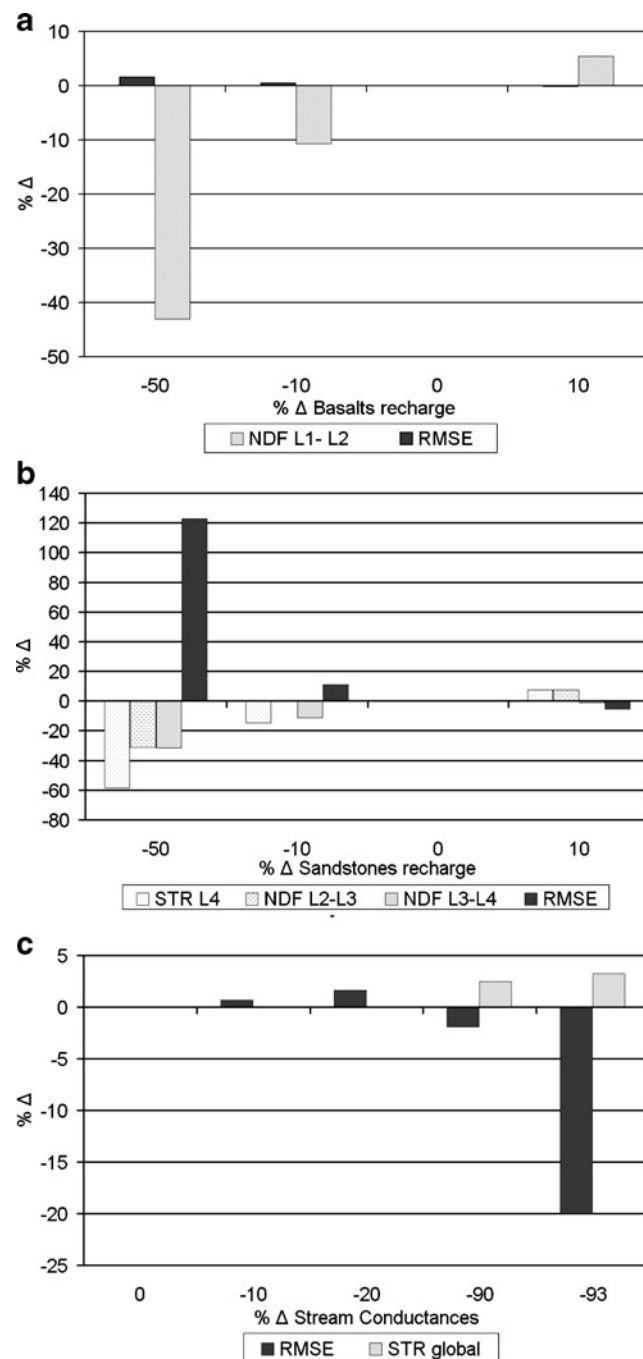 a
10
0
-10
-20
-30
-40
-50
% Δ
-50 -10 0 10
% Δ Basalts recharge
NDF L1- L2 RMSE
b
140
120
100
80
60
40
20
0
-20
-40
-60
-80
% Δ
-50 -10 0 10
% Δ Sandstones recharge
STR L4 NDF L2-L3 NDF L3-L4 RMSE
c
5
0
-5
-10
-15
-20
-25
% Δ
0 -10 -20 -90 -93
% Δ Stream Conductances
RMSE STR global